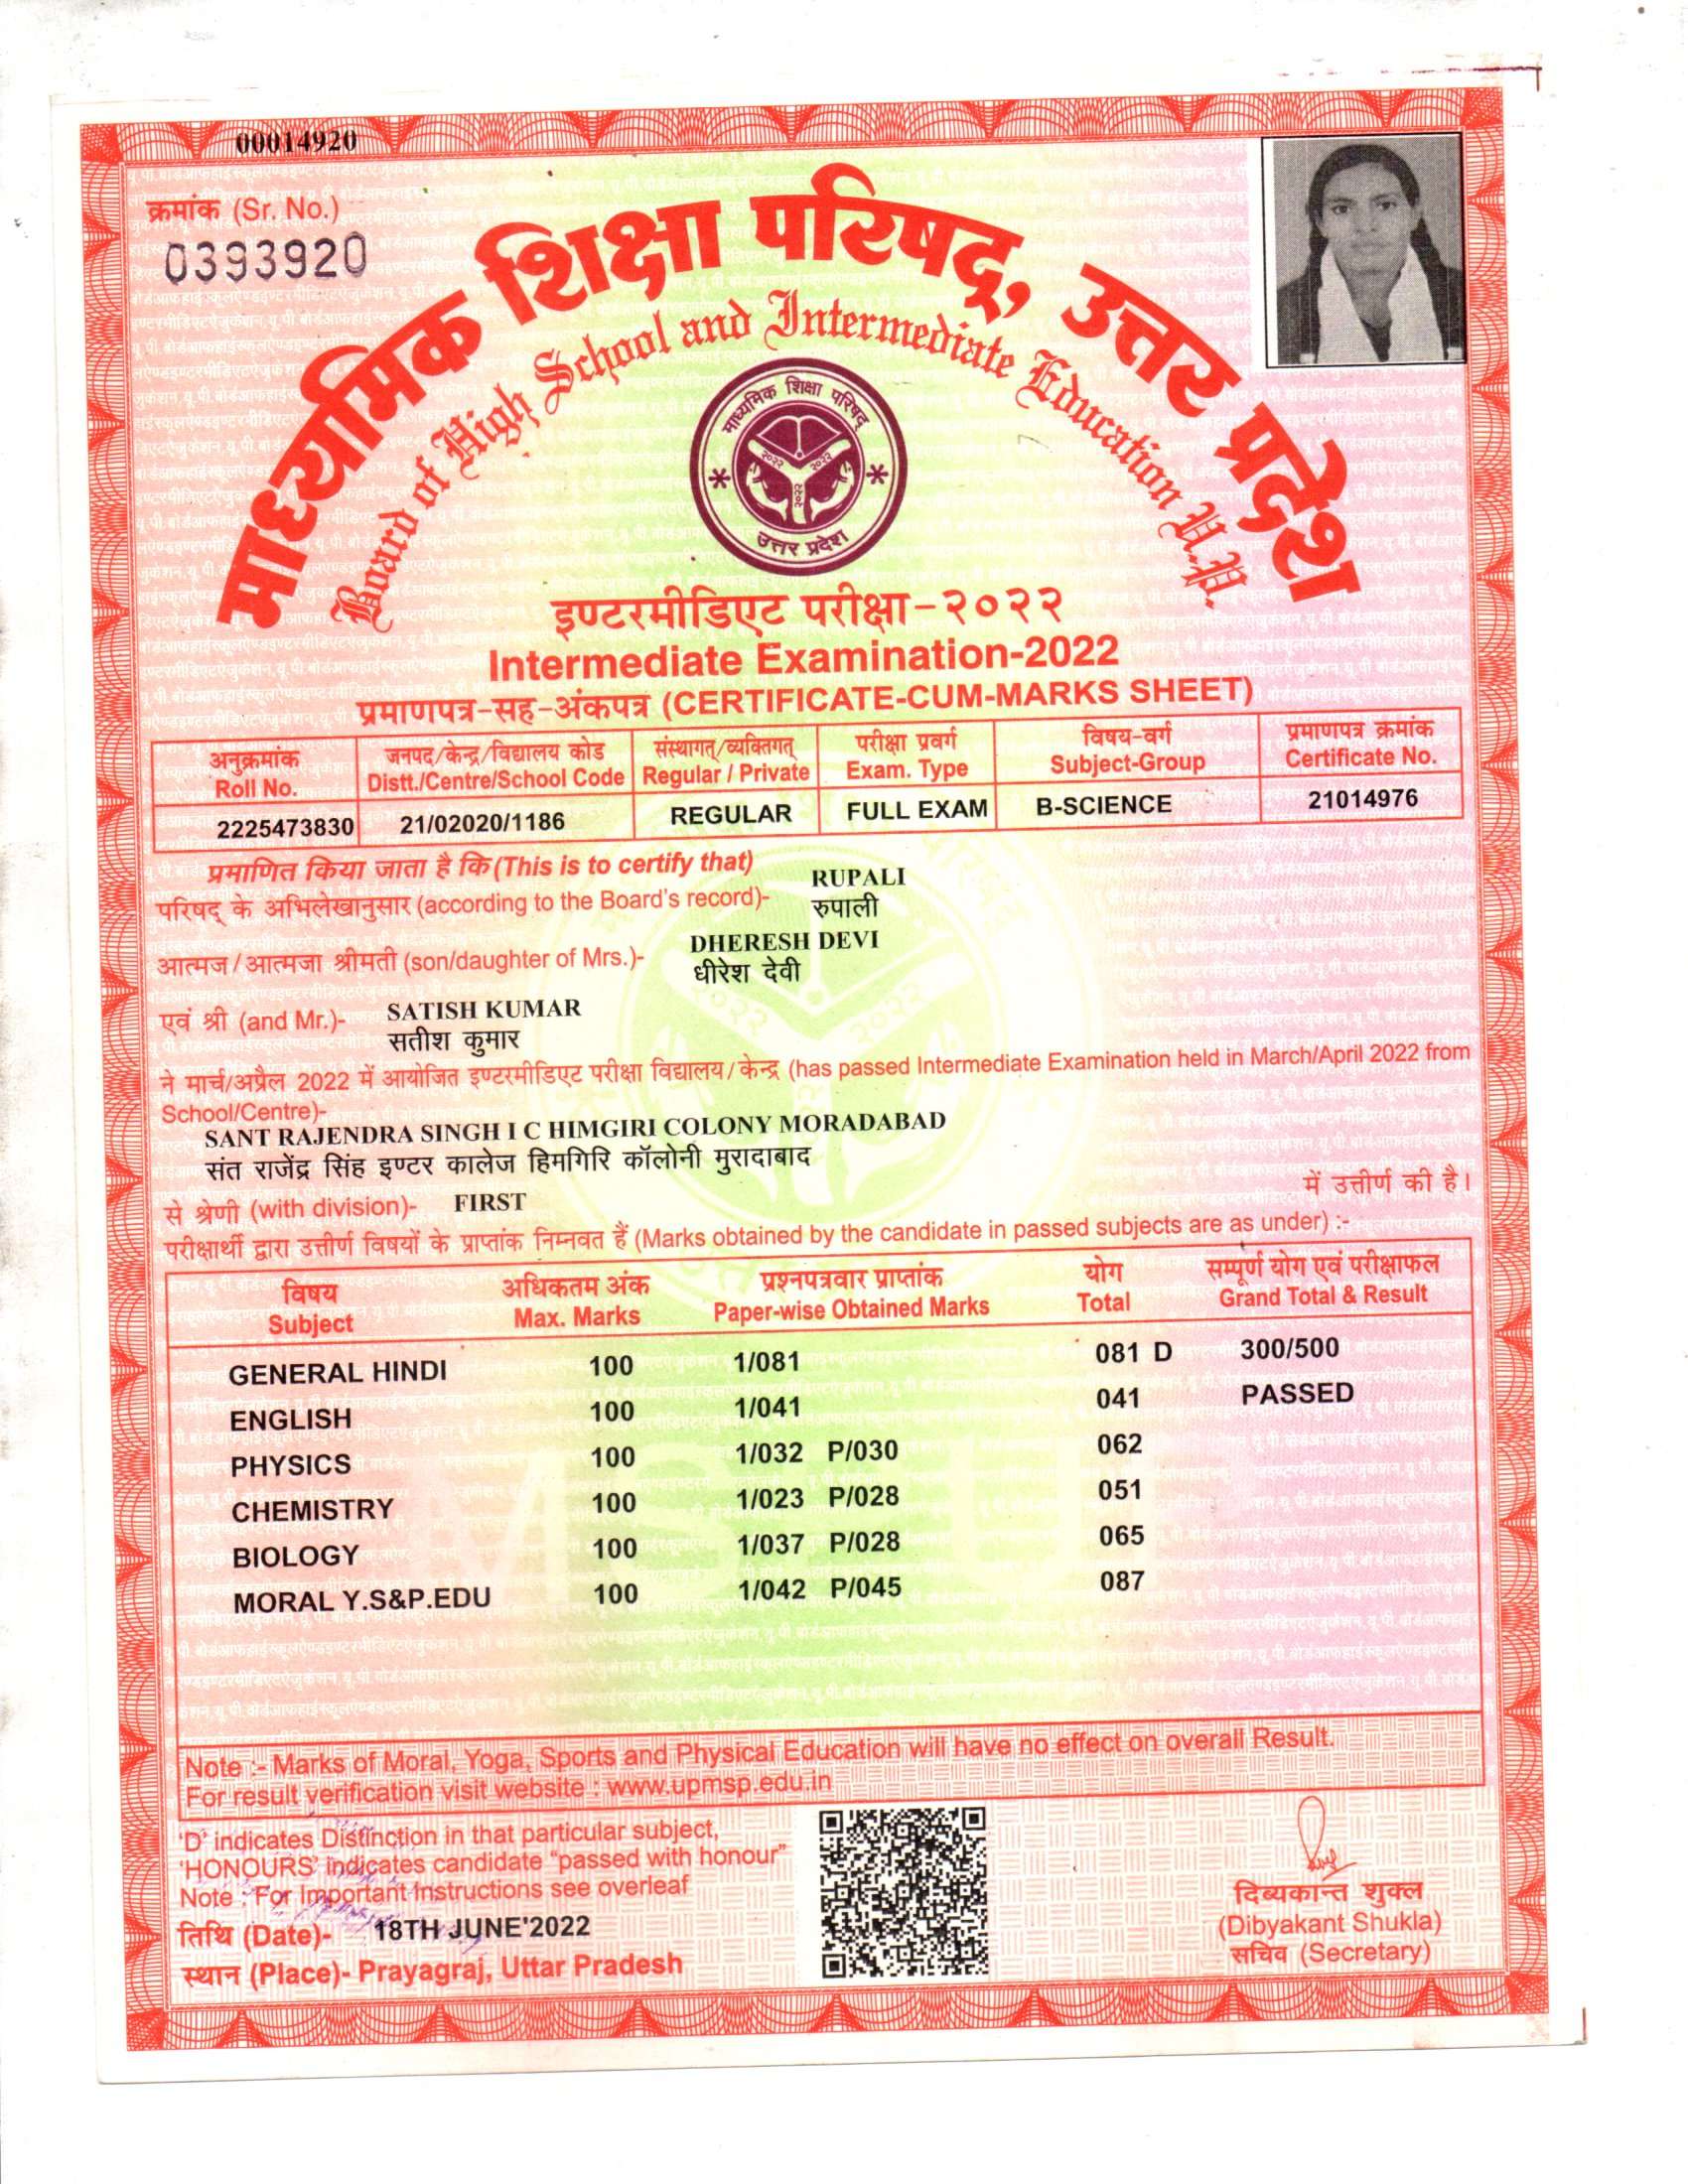 00014920
क्रमांक (Sr. No.)
0393920
माध्यमिक शिक्षा परिषद्, उत्तर प्रदेश
Board of High School and Intermediate Education U.P.
माध्यमिक शिक्षा परिषद्
२०२२ २०२२
२०२२
उत्तर प्रदेश
इण्टरमीडिएट परीक्षा-२०२२
Intermediate Examination-2022
प्रमाणपत्र-सह-अंकपत्र (CERTIFICATE-CUM-MARKS SHEET)
अनुक्रमांक जनपद/केन्द्र/विद्यालय कोड संस्थागत/व्यक्तिगत् परीक्षा प्रवर्ग विषय-वर्ग प्रमाणपत्र क्रमांक
Roll No. Distt./Centre/School Code Regular / Private Exam. Type Subject-Group Certificate No.
2225473830 21/02020/1186 REGULAR FULL EXAM B-SCIENCE 21014976
प्रमाणित किया जाता है कि (This is to certify that)
RUPALI
परिषद् के अभिलेखानुसार (according to the Board's record)-
रुपाली
DHERESH DEVI
आत्मज/आत्मजा श्रीमती (son/daughter of Mrs.)-
धीरेश देवी
SATISH KUMAR
एवं श्री (and Mr.)-
सतीश कुमार
ने मार्च/अप्रैल 2022 में आयोजित इण्टरमीडिएट परीक्षा विद्यालय/केन्द्र (has passed Intermediate Examination held in March/April 2022 from
School/Centre)-
SANT RAJENDRA SINGH I C HIMGIRI COLONY MORADABAD
संत राजेंद्र सिंह इण्टर कालेज हिमगिरि कॉलोनी मुरादाबाद
से श्रेणी (with division)- FIRST में उत्तीर्ण की है।
परीक्षार्थी द्वारा उत्तीर्ण विषयों के प्राप्तांक निम्नवत हैं (Marks obtained by the candidate in passed subjects are as under) :-
विषय अधिकतम अंक प्रश्नपत्रवार प्राप्तांक योग सम्पूर्ण योग एवं परीक्षाफल
Subject Max. Marks Paper-wise Obtained Marks Total Grand Total & Result
GENERAL HINDI 100 1/081 081 D 300/500
ENGLISH 100 1/041 041 PASSED
PHYSICS 100 1/032 P/030 062
CHEMISTRY 100 1/023 P/028 051
BIOLOGY 100 1/037 P/028 065
MORAL Y.S&P.EDU 100 1/042 P/045 087
Note :- Marks of Moral, Yoga, Sports and Physical Education will have no effect on overall Result.
For result verification visit website : www.upmsp.edu.in
'D' indicates Distinction in that particular subject,
'HONOURS' indicates candidate "passed with honour"
Note : For Important Instructions see overleaf
तिथि (Date)- 18TH JUNE'2022
स्थान (Place)- Prayagraj, Uttar Pradesh
दिब्यकान्त शुक्ल
(Dibyakant Shukla)
सचिव (Secretary)